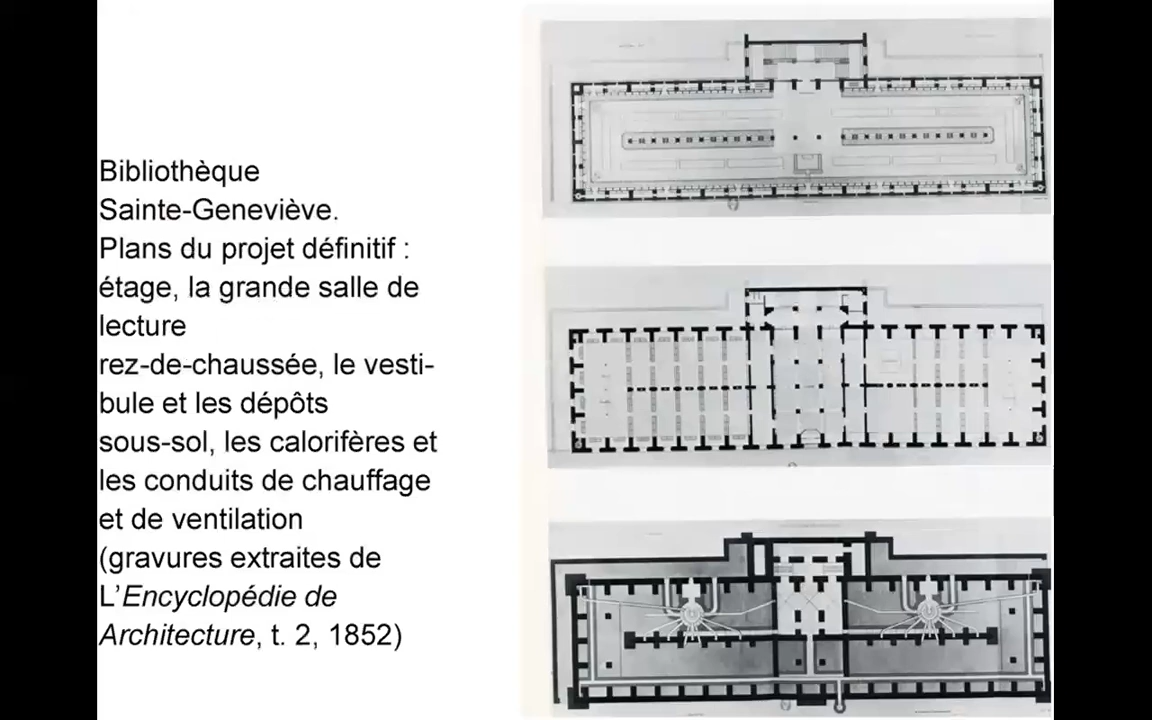 Bibliothèque
Sainte-Geneviève.
Plans du projet définitif :
étage, la grande salle de
lecture
rez-de-chaussée, le vesti-
bule et les dépôts
sous-sol, les calorifères et
les conduits de chauffage
et de ventilation
(gravures extraites de
L’Encyclopédie de
Architecture, t. 2, 1852)